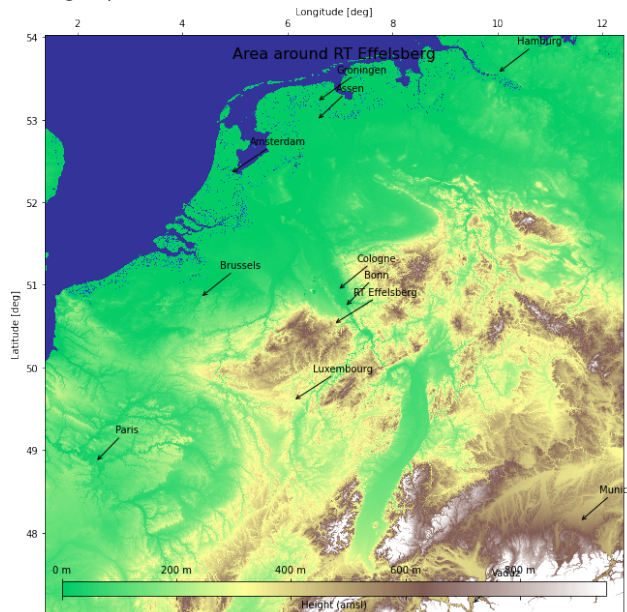 Longitude [deg]
2 4 6 8 10 12
Area around RT Effelsberg
Hamburg
Groningen
Assen
Amsterdam
Brussels
Cologne
Bonn
RT Effelsberg
Luxembourg
Paris
Munic
Vaduz
0 m 200 m 400 m 600 m 800 m
Height (amsl)
Latitude [deg]
54
53
52
51
50
49
48